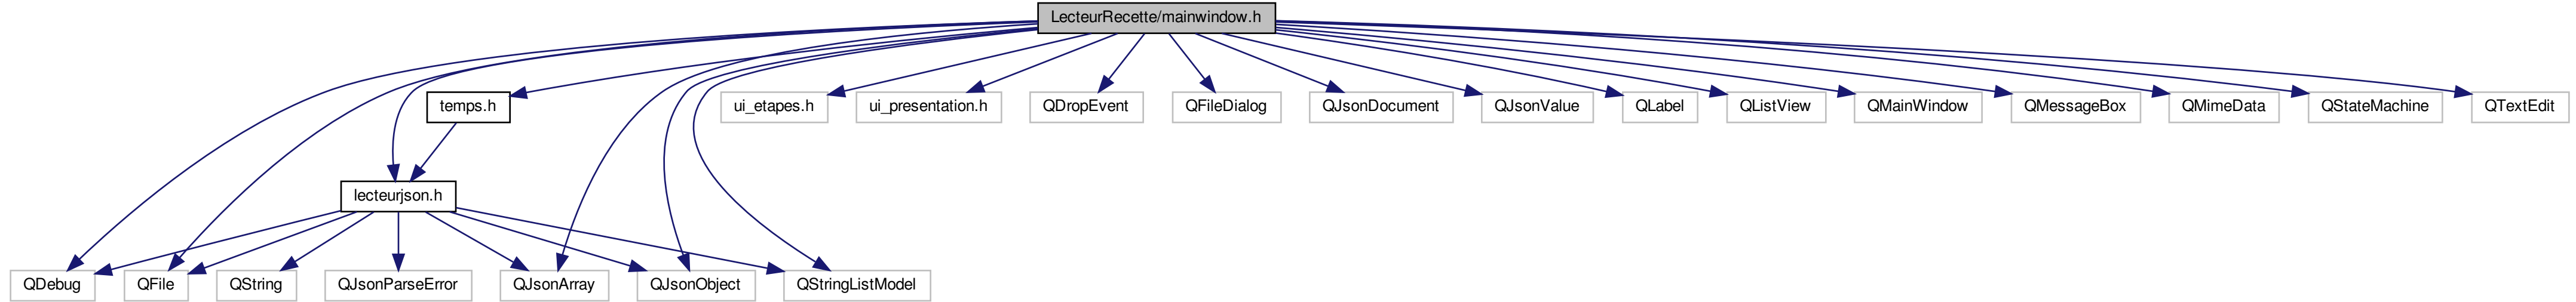 LecteurRecette/mainwindow.h
temps.h
ui_etapes.h
ui_presentation.h
QDropEvent
QFileDialog
QJsonDocument
QJsonValue
QLabel
QListView
QMainWindow
QMessageBox
QMimeData
QStateMachine
QTextEdit
lecteurjson.h
QDebug
QFile
QString
QJsonParseError
QJsonArray
QJsonObject
QStringListModel